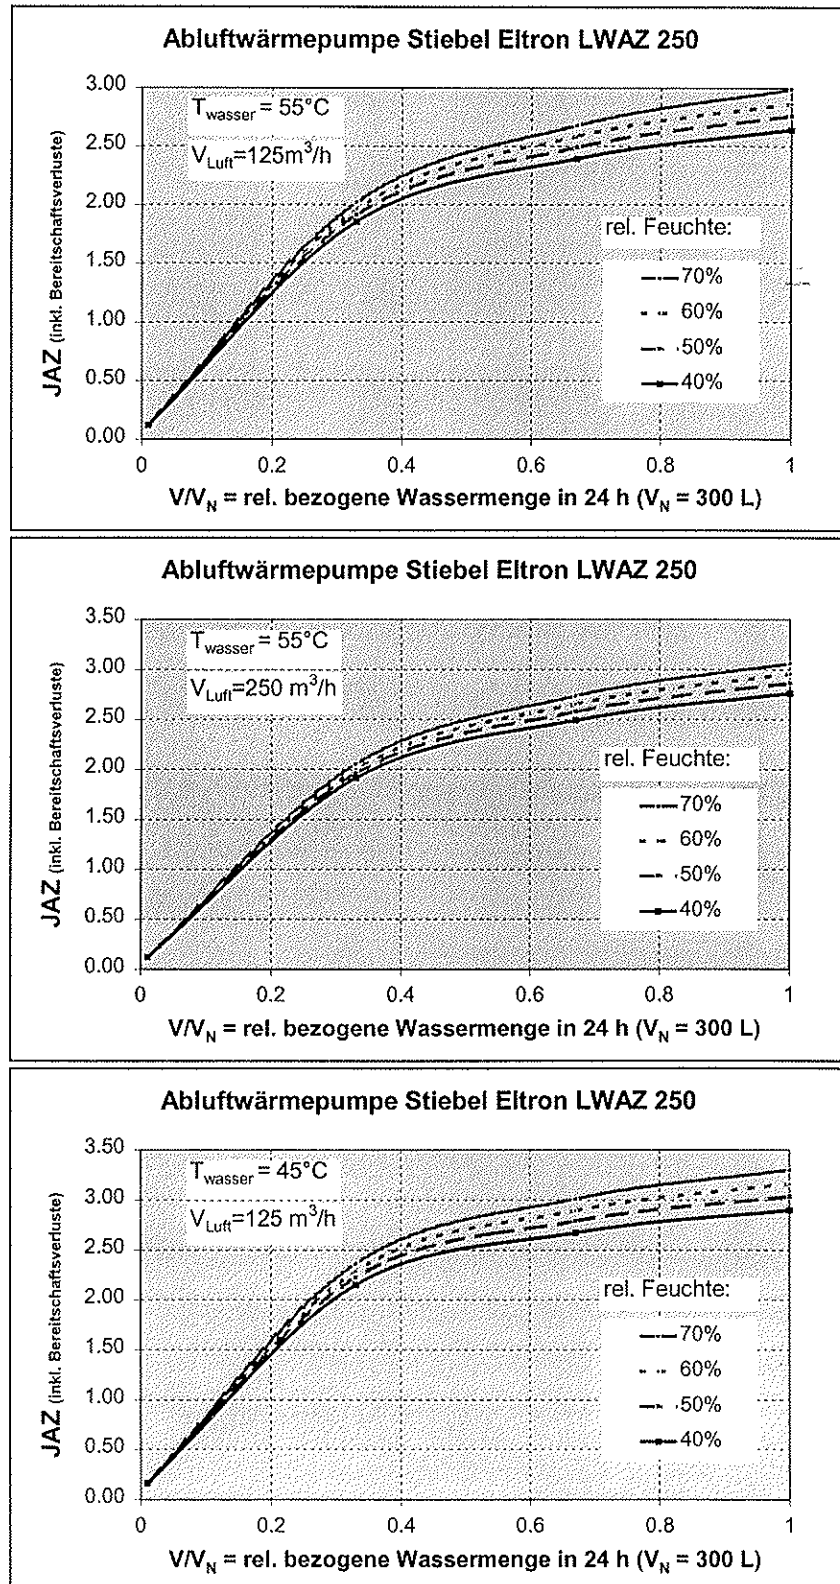 Abluftwärmepumpe Stiebel Eltron LWAZ 250
T_wasser = 55°C
V_Luft=125m³/h
JAZ (inkl. Bereitschaftsverluste)
3.00
2.50
2.00
1.50
1.00
0.50
0.00
rel. Feuchte:
70%
60%
50%
40%
0 0.2 0.4 0.6 0.8 1
V/V_N = rel. bezogene Wassermenge in 24 h (V_N = 300 L)
Abluftwärmepumpe Stiebel Eltron LWAZ 250
T_wasser = 55°C
V_Luft=250 m³/h
JAZ (inkl. Bereitschaftsverluste)
3.50
3.00
2.50
2.00
1.50
1.00
0.50
0.00
rel. Feuchte:
70%
60%
50%
40%
0 0.2 0.4 0.6 0.8 1
V/V_N = rel. bezogene Wassermenge in 24 h (V_N = 300 L)
Abluftwärmepumpe Stiebel Eltron LWAZ 250
T_wasser = 45°C
V_Luft=125 m³/h
JAZ (inkl. Bereitschaftsverluste)
3.50
3.00
2.50
2.00
1.50
1.00
0.50
0.00
rel. Feuchte:
70%
60%
50%
40%
0 0.2 0.4 0.6 0.8 1
V/V_N = rel. bezogene Wassermenge in 24 h (V_N = 300 L)